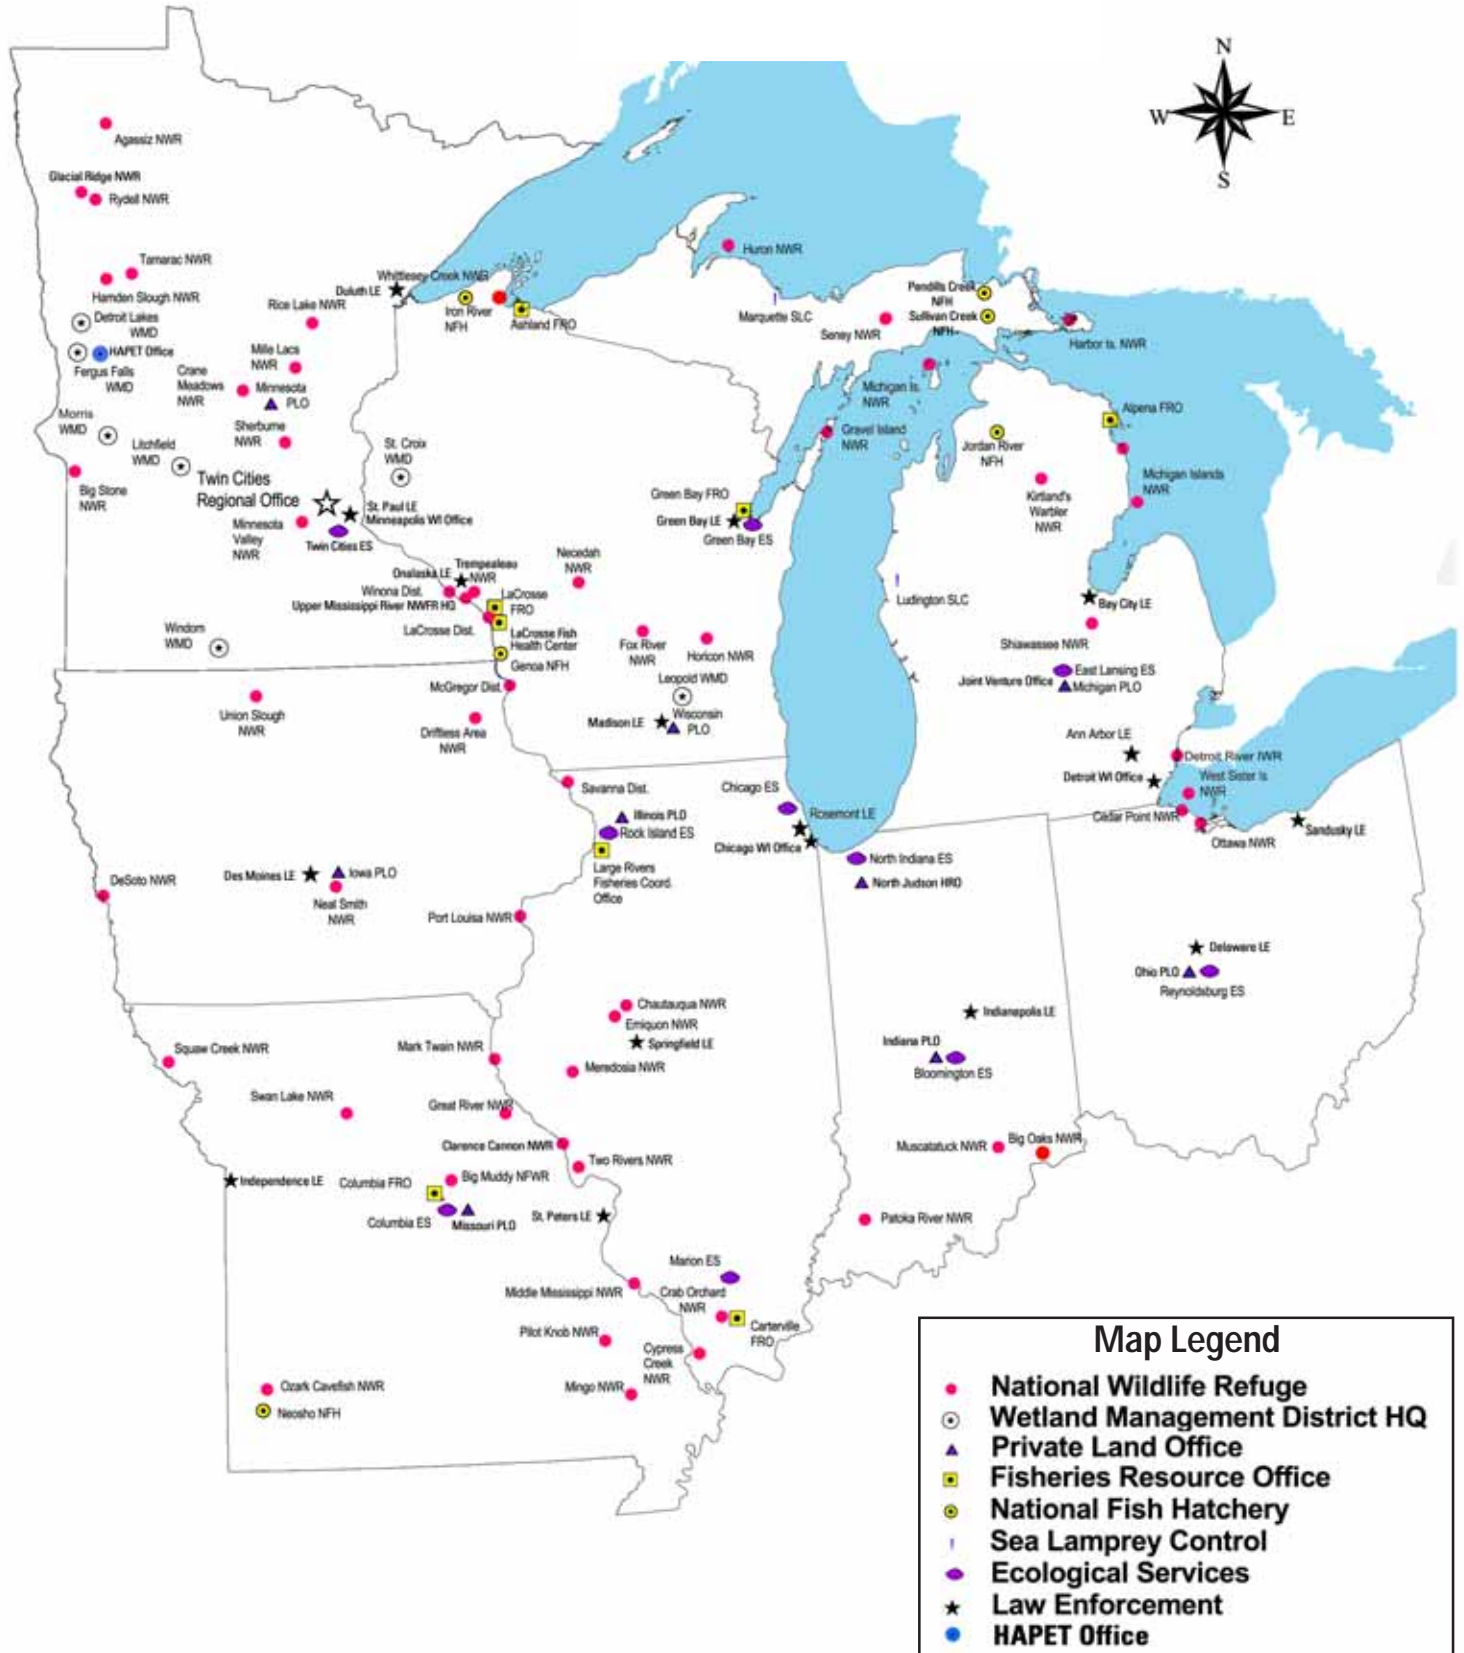 N
W
E
S
Agassiz NWR
Glacial Ridge NWR
Rydell NWR
Tamarac NWR
Hamden Slough NWR
Detroit Lakes
WMD
HAPET Office
Fergus Falls
WMD
Rice Lake NWR
Mille Lacs
NWR
Crane
Meadows
NWR
Minnesota
PLO
Morris
WMD
Litchfield
WMD
Sherburne
NWR
Big Stone
NWR
Twin Cities
Regional Office
St. Paul LE
Minneapolis WI Office
Minnesota
Valley
NWR
Twin Cities ES
Windom
WMD
Duluth LE
Whittlesey Creek NWR
Iron River
NFH
Ashland FRO
St. Croix
WMD
Huron NWR
Marquette SLC
Seney NWR
Pendills Creek
NFH
Sullivan Creek
NFH
Harbor Is. NWR
Michigan Is.
NWR
Gravel Island
NWR
Alpena FRO
Jordan River
NFH
Michigan Islands
NWR
Kirtland's
Warbler
NWR
Green Bay FRO
Green Bay LE
Green Bay ES
Necedah
NWR
Trempealeau
NWR
Onalaska LE
Winona Dist.
Upper Mississippi River NWFR HQ
LaCrosse
FRO
LaCrosse Dist.
LaCrosse Fish
Health Center
Genoa NFH
McGregor Dist.
Fox River
NWR
Horicon NWR
Leopold WMD
Madison LE
Wisconsin
PLO
Ludington SLC
Bay City LE
Shiawassee NWR
East Lansing ES
Joint Venture Office
Michigan PLO
Ann Arbor LE
Detroit River IWR
Detroit WI Office
West Sister Is
NWR
Cedar Point NWR
Ottawa NWR
Sandusky LE
Union Slough
NWR
Driftless Area
NWR
Savanna Dist.
Illinois PLO
Rock Island ES
Large Rivers
Fisheries Coord.
Office
Chicago ES
Rosemont LE
Chicago WI Office
North Indiana ES
North Judson HRO
DeSoto NWR
Des Moines LE
Iowa PLO
Neal Smith
NWR
Port Louisa NWR
Delaware LE
Ohio PLO
Reynoldsburg ES
Chautauqua NWR
Emiquon NWR
Springfield LE
Meredosia NWR
Indianapolis LE
Indiana PLO
Bloomington ES
Squaw Creek NWR
Mark Twain NWR
Swan Lake NWR
Great River NWR
Clarence Cannon NWR
Two Rivers NWR
Muscatatuck NWR
Big Oaks NWR
Patoka River NWR
Independence LE
Columbia FRO
Big Muddy NFWR
Columbia ES
Missouri PLO
St. Peters LE
Marion ES
Middle Mississippi NWR
Crab Orchard
NWR
Carterville
FRO
Pilot Knob NWR
Cypress
Creek
NWR
Mingo NWR
Ozark Cavefish NWR
Neosho NFH
Map Legend
National Wildlife Refuge
Wetland Management District HQ
Private Land Office
Fisheries Resource Office
National Fish Hatchery
Sea Lamprey Control
Ecological Services
Law Enforcement
HAPET Office